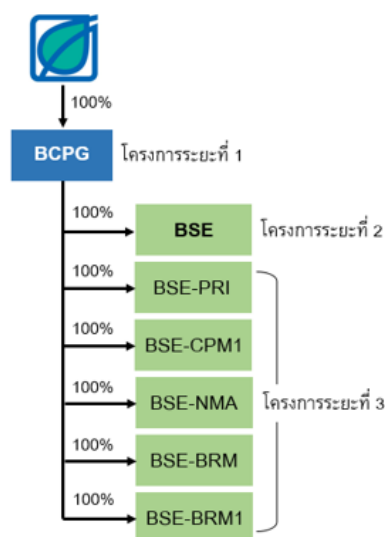 100%
BCPG โครงการระยะที่ 1
100% BSE โครงการระยะที่ 2
100% BSE-PRI
100% BSE-CPM1
100% BSE-NMA โครงการระยะที่ 3
100% BSE-BRM
100% BSE-BRM1